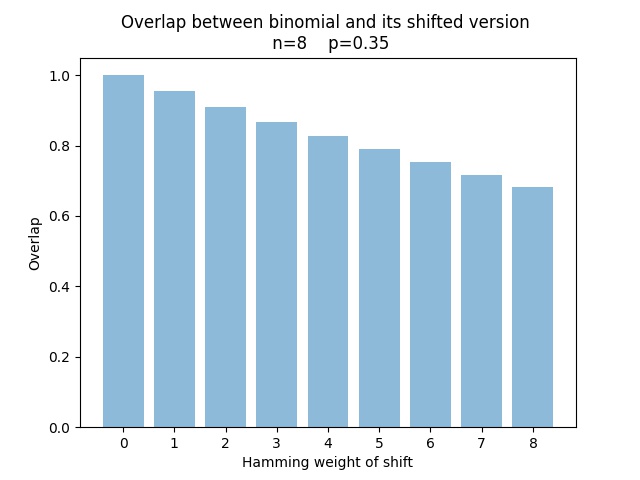 Overlap between binomial and its shifted version
n=8    p=0.35
1.0
0.8
0.6
0.4
0.2
0.0
Overlap
0 1 2 3 4 5 6 7 8
Hamming weight of shift